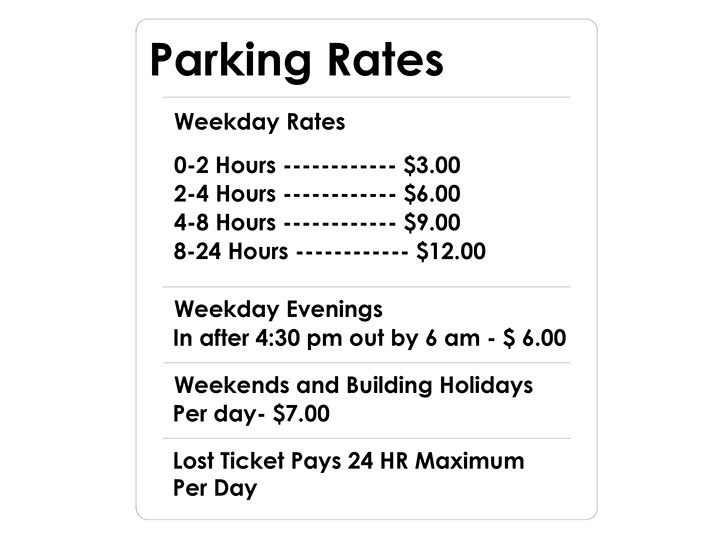 Parking Rates
Weekday Rates
0-2 Hours ------------ $3.00
2-4 Hours ------------ $6.00
4-8 Hours ------------ $9.00
8-24 Hours ------------ $12.00
Weekday Evenings
In after 4:30 pm out by 6 am - $ 6.00
Weekends and Building Holidays
Per day- $7.00
Lost Ticket Pays 24 HR Maximum
Per Day